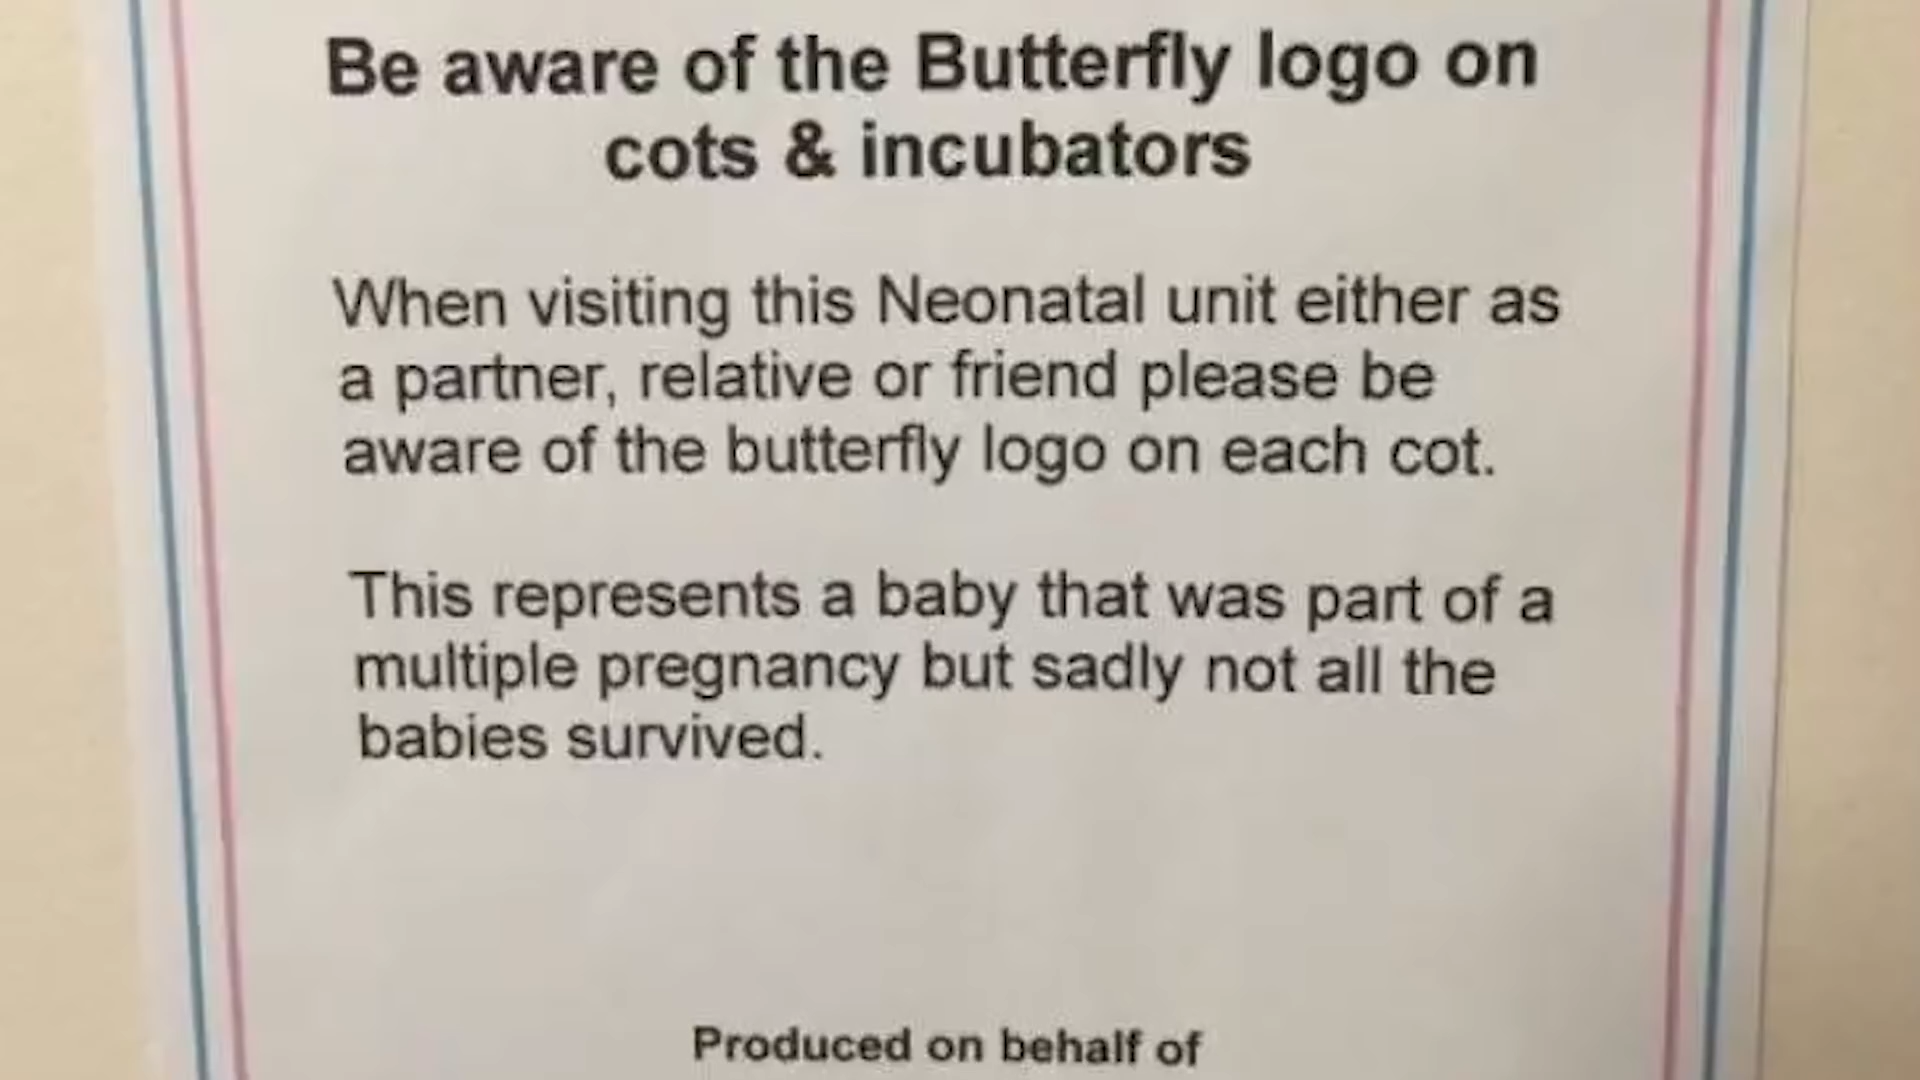 Be aware of the Butterfly logo on
cots & incubators
When visiting this Neonatal unit either as
a partner, relative or friend please be
aware of the butterfly logo on each cot.
This represents a baby that was part of a
multiple pregnancy but sadly not all the
babies survived.
Produced on behalf of